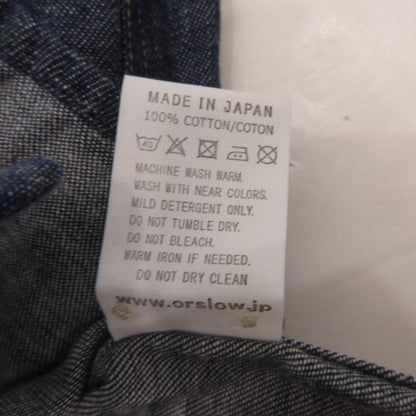 MADE IN JAPAN
100% COTTON/COTON
40
MACHINE WASH WARM
WASH WITH NEAR COLORS.
MILD DETERGENT ONLY.
DO NOT TUMBLE DRY.
DO NOT BLEACH.
WARM IRON IF NEEDED.
DO NOT DRY CLEAN
www.orslow.jp